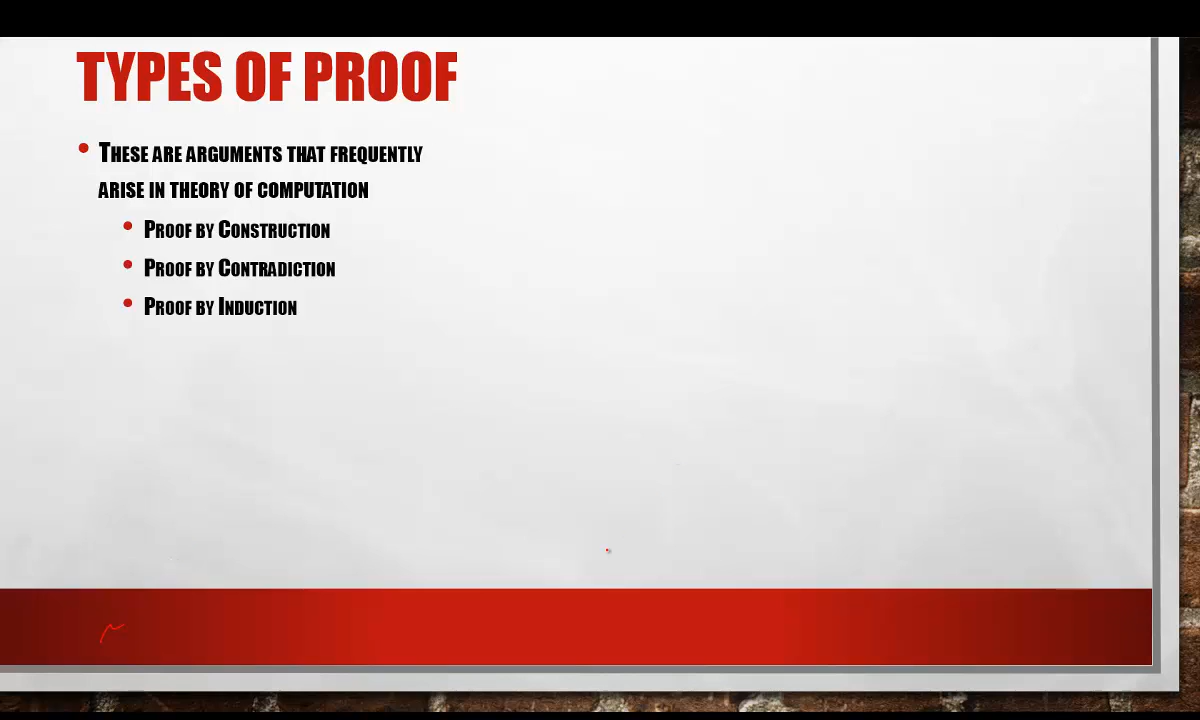 TYPES OF PROOF
• THESE ARE ARGUMENTS THAT FREQUENTLY
ARISE IN THEORY OF COMPUTATION
• PROOF BY CONSTRUCTION
• PROOF BY CONTRADICTION
• PROOF BY INDUCTION